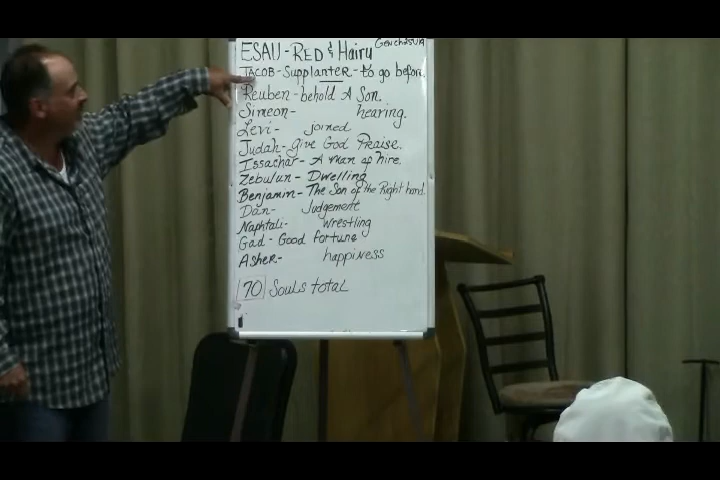 ESAU - RED & Hairy
JACOB - Supplanter - to go before.
Reuben - behold A Son.
Simeon - hearing.
Levi - joined
Judah - give God Praise.
Issachar - A man of hire.
Zebulun - Dwelling
Benjamin - The Son of the Right hand.
Dan - Judgement
Naphtali - wrestling
Gad - Good fortune
Asher - happiness
70 Souls total